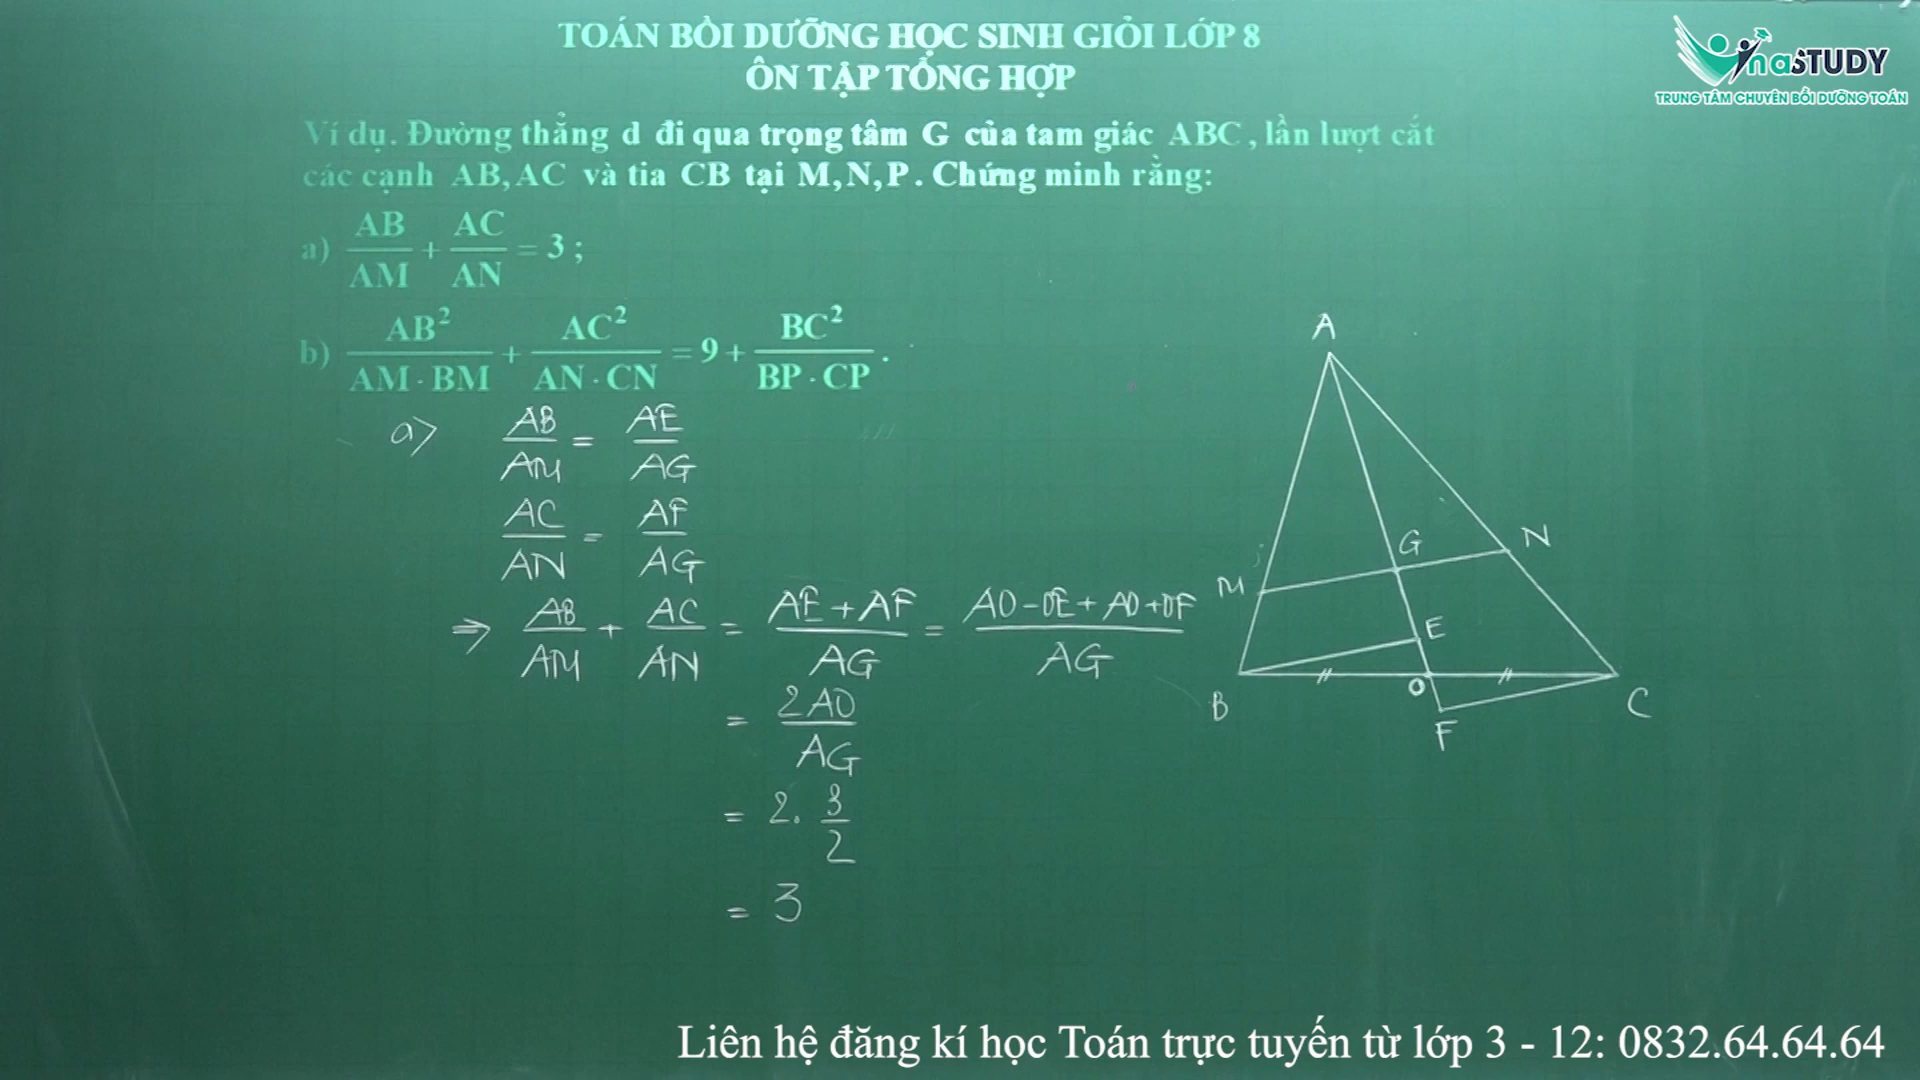 TOÁN BỒI DƯỠNG HỌC SINH GIỎI LỚP 8
ÔN TẬP TỔNG HỢP
VinaSTUDY
TRUNG TÂM CHUYÊN BỒI DƯỠNG TOÁN
Ví dụ. Đường thẳng d đi qua trọng tâm G của tam giác ABC, lần lượt cắt
các cạnh AB, AC và tia CB tại M, N, P. Chứng minh rằng:
a) AB/AM + AC/AN = 3;
b) AB²/(AM·BM) + AC²/(AN·CN) = 9 + BC²/(BP·CP).
a> AB/AM = AE/AG
AC/AN = AF/AG
⇒ AB/AM + AC/AN = (AE + AF)/AG = (AO - OE + AO + OF)/AG
= 2AO/AG
= 2. 3/2
= 3
A
G
N
M
E
B
O
C
F
Liên hệ đăng kí học Toán trực tuyến từ lớp 3 - 12: 0832.64.64.64